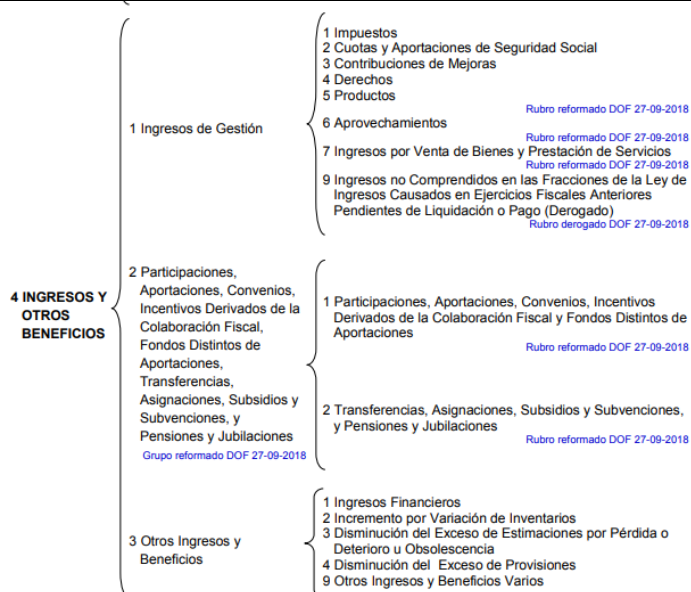 4 INGRESOS Y
OTROS
BENEFICIOS
1 Ingresos de Gestión
1 Impuestos
2 Cuotas y Aportaciones de Seguridad Social
3 Contribuciones de Mejoras
4 Derechos
5 Productos
Rubro reformado DOF 27-09-2018
6 Aprovechamientos
Rubro reformado DOF 27-09-2018
7 Ingresos por Venta de Bienes y Prestación de Servicios
Rubro reformado DOF 27-09-2018
9 Ingresos no Comprendidos en las Fracciones de la Ley de
Ingresos Causados en Ejercicios Fiscales Anteriores
Pendientes de Liquidación o Pago (Derogado)
Rubro derogado DOF 27-09-2018
2 Participaciones,
Aportaciones, Convenios,
Incentivos Derivados de la
Colaboración Fiscal,
Fondos Distintos de
Aportaciones,
Transferencias,
Asignaciones, Subsidios y
Subvenciones, y
Pensiones y Jubilaciones
Grupo reformado DOF 27-09-2018
1 Participaciones, Aportaciones, Convenios, Incentivos
Derivados de la Colaboración Fiscal y Fondos Distintos de
Aportaciones
Rubro reformado DOF 27-09-2018
2 Transferencias, Asignaciones, Subsidios y Subvenciones,
y Pensiones y Jubilaciones
Rubro reformado DOF 27-09-2018
3 Otros Ingresos y
Beneficios
1 Ingresos Financieros
2 Incremento por Variación de Inventarios
3 Disminución del Exceso de Estimaciones por Pérdida o
Deterioro u Obsolescencia
4 Disminución del Exceso de Provisiones
9 Otros Ingresos y Beneficios Varios